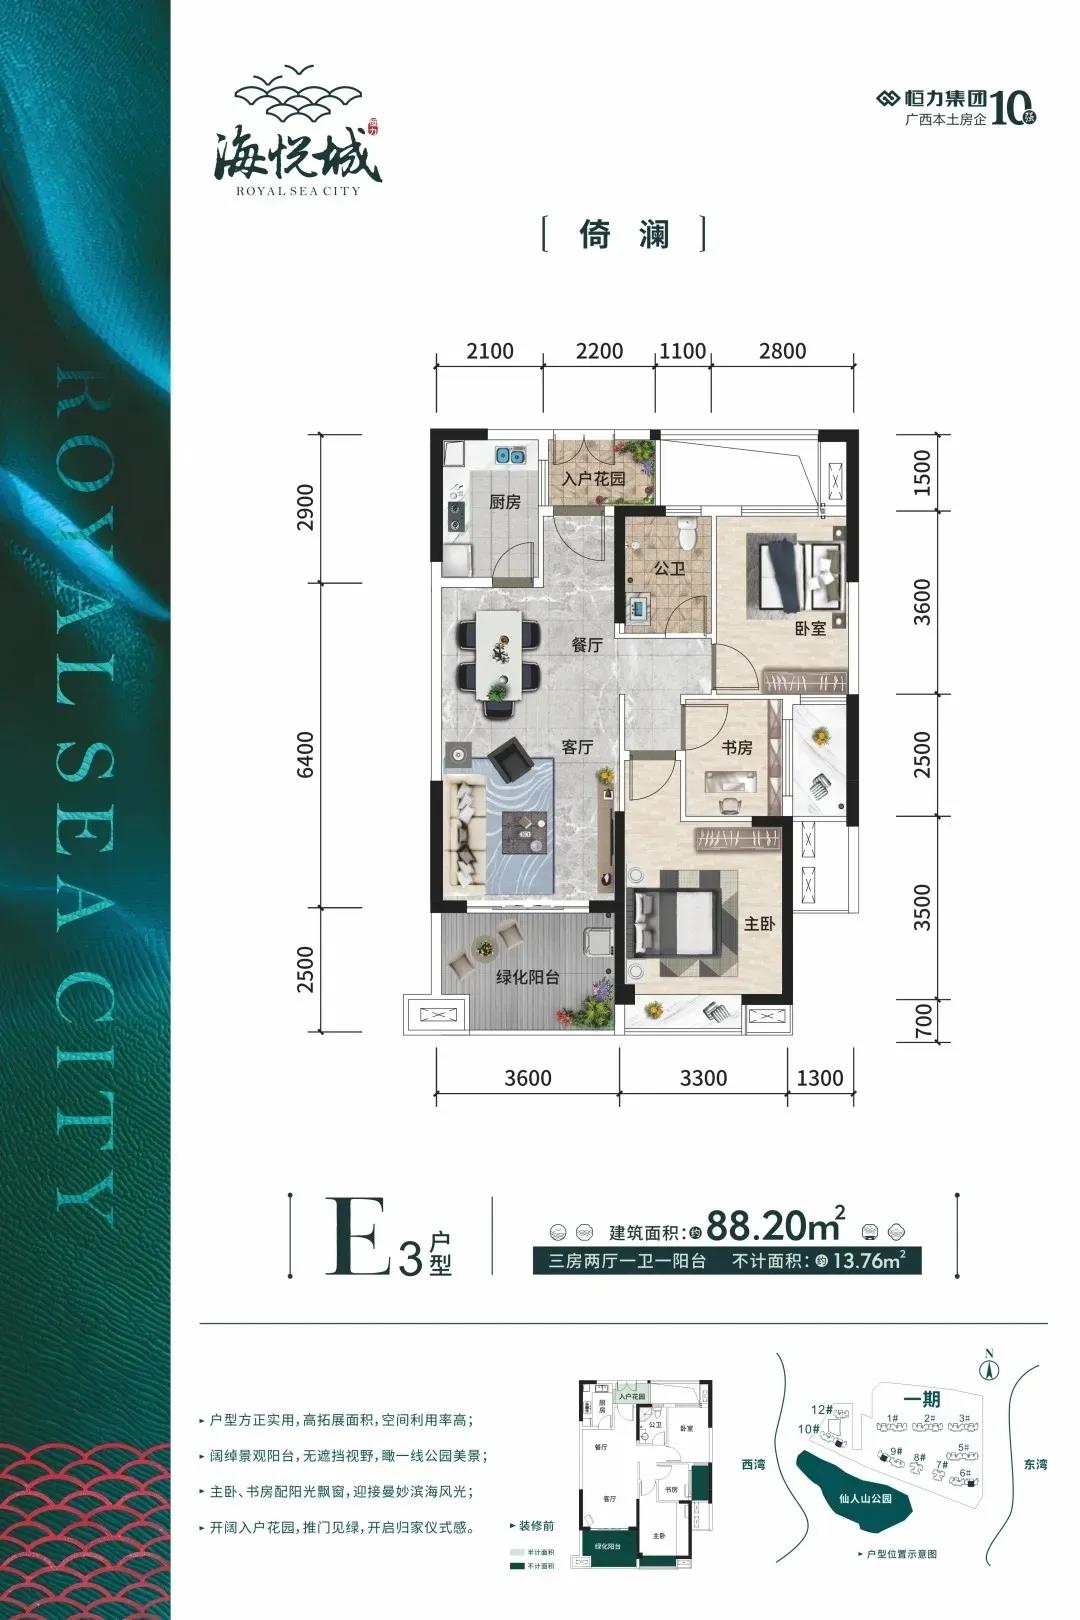 ROYAL SEA CITY
海悦城
恒力
ROYAL SEA CITY
恒力集团
广西本土房企10强
[ 倚澜 ]
2100 2200 1100 2800
2900
6400
2500
1500
3600
2500
3500
700
厨房
入户花园
公卫
卧室
餐厅
客厅
书房
主卧
绿化阳台
3600 3300 1300
E3户型
建筑面积:约88.20m²
三房两厅一卫一阳台 不计面积:约13.76m²
▸ 户型方正实用,高拓展面积,空间利用率高;
▸ 阔绰景观阳台,无遮挡视野,瞰一线公园美景;
▸ 主卧、书房配阳光飘窗,迎接曼妙滨海风光;
▸ 开阔入户花园,推门见绿,开启归家仪式感。
▸ 装修前
半计面积
不计面积
入户花园
厨房
公卫
卧室
餐厅
书房
客厅
主卧
绿化阳台
N
一期
12#
10#
1#
2#
3#
9#
8#
7#
5#
6#
西湾
东湾
仙人山公园
▸ 户型位置示意图